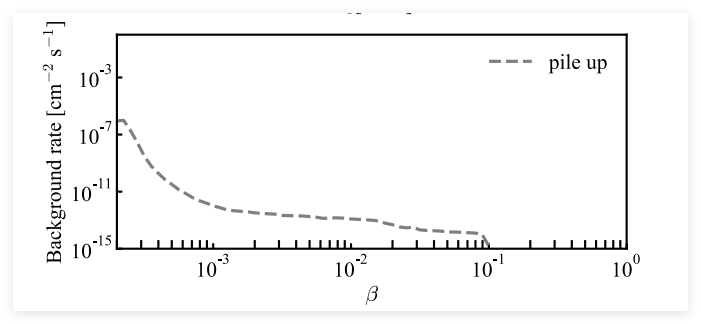 Background rate [cm⁻² s⁻¹]
10⁻³
10⁻⁷
10⁻¹¹
10⁻¹⁵
pile up
10⁻³ 10⁻² 10⁻¹ 10⁰
β